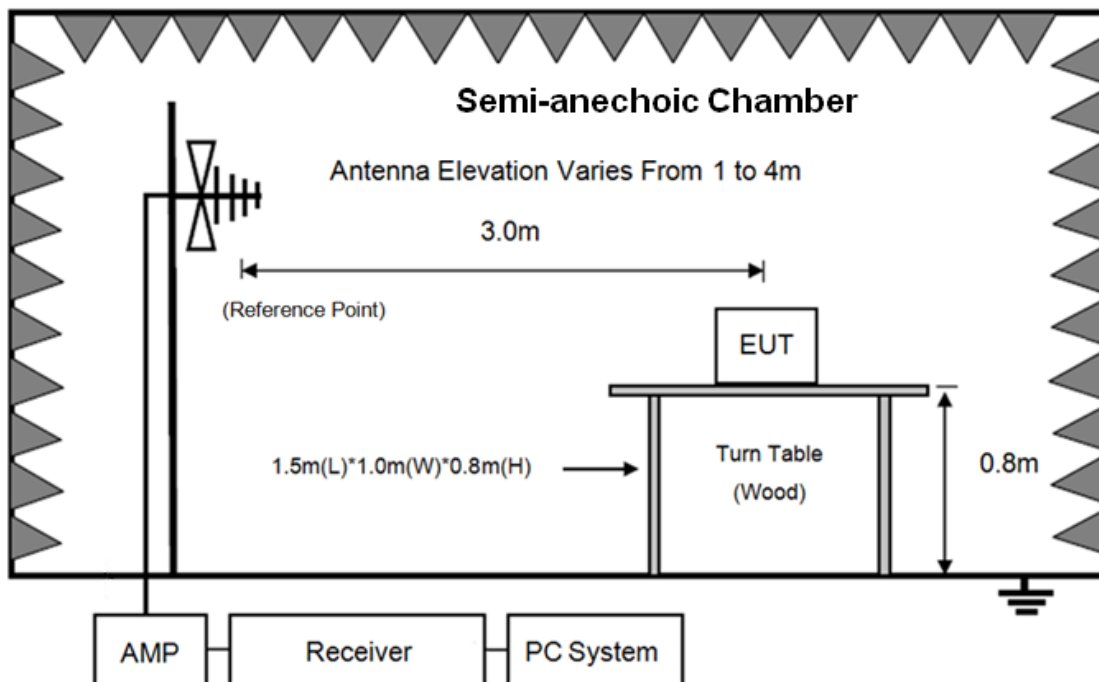 Semi-anechoic Chamber
Antenna Elevation Varies From 1 to 4m
3.0m
(Reference Point)
EUT
1.5m(L)*1.0m(W)*0.8m(H)
Turn Table
(Wood)
0.8m
AMP
Receiver
PC System